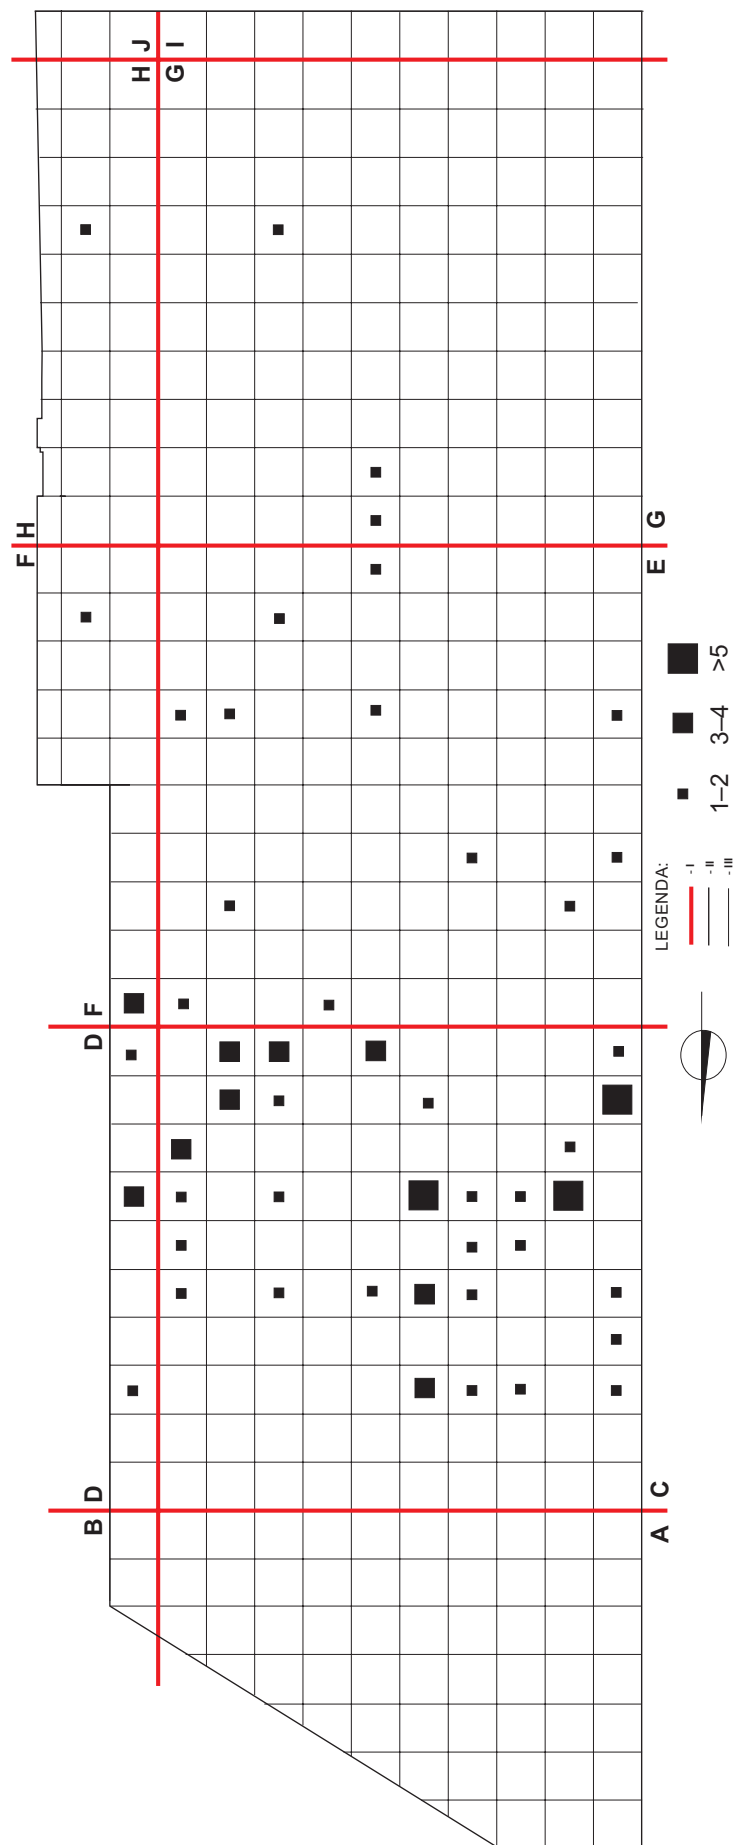 H J
G I
F H
E G
D F
B D
A C
LEGENDA:
- I
- II
- III
1–2
3–4
>5